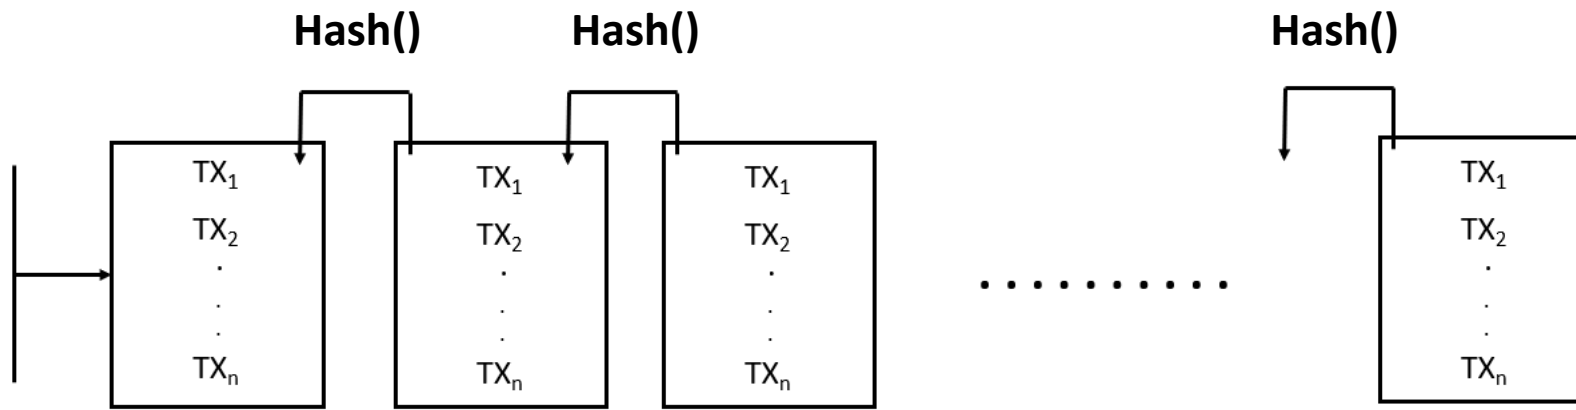 Hash() Hash() Hash()
TX₁ TX₁ TX₁ TX₁
TX₂ TX₂ TX₂ TX₂
. . . .
. . . .
. . . .
..........
TXₙ TXₙ TXₙ TXₙ